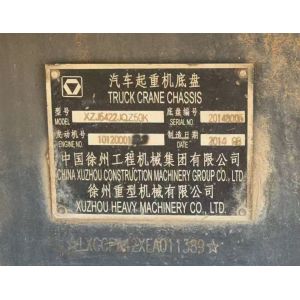 汽车起重机底盘
TRUCK CRANE CHASSIS
型号 底盘编号
MODEL XZJ5422JQZ50K SERIAL NO.
发动机号 制造日期
DATE 2014
中国徐州工程机械集团有限公司
CHINA XUZHOU CONSTRUCTION MACHINERY GROUP CO., LTD.
徐州重型机械有限公司
XUZHOU HEAVY MACHINERY CO., LTD.